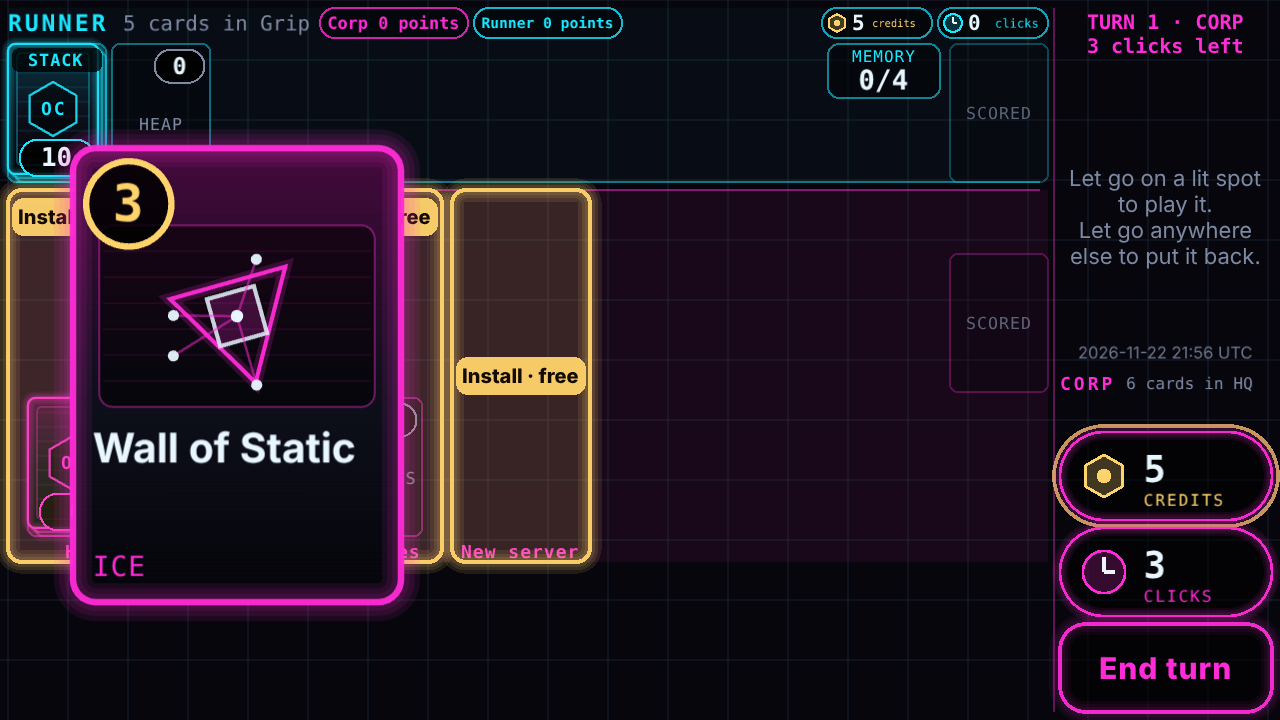 RUNNER 5 cards in Grip Corp 0 points Runner 0 points 5 credits 0 clicks
TURN 1 · CORP
3 clicks left
STACK
OC
10
0
HEAP
MEMORY
0/4
SCORED
Let go on a lit spot
to play it.
Let go anywhere
else to put it back.
3
Wall of Static
ICE
Install · free
New server
SCORED
2026-11-22 21:56 UTC
CORP 6 cards in HQ
5
CREDITS
3
CLICKS
End turn